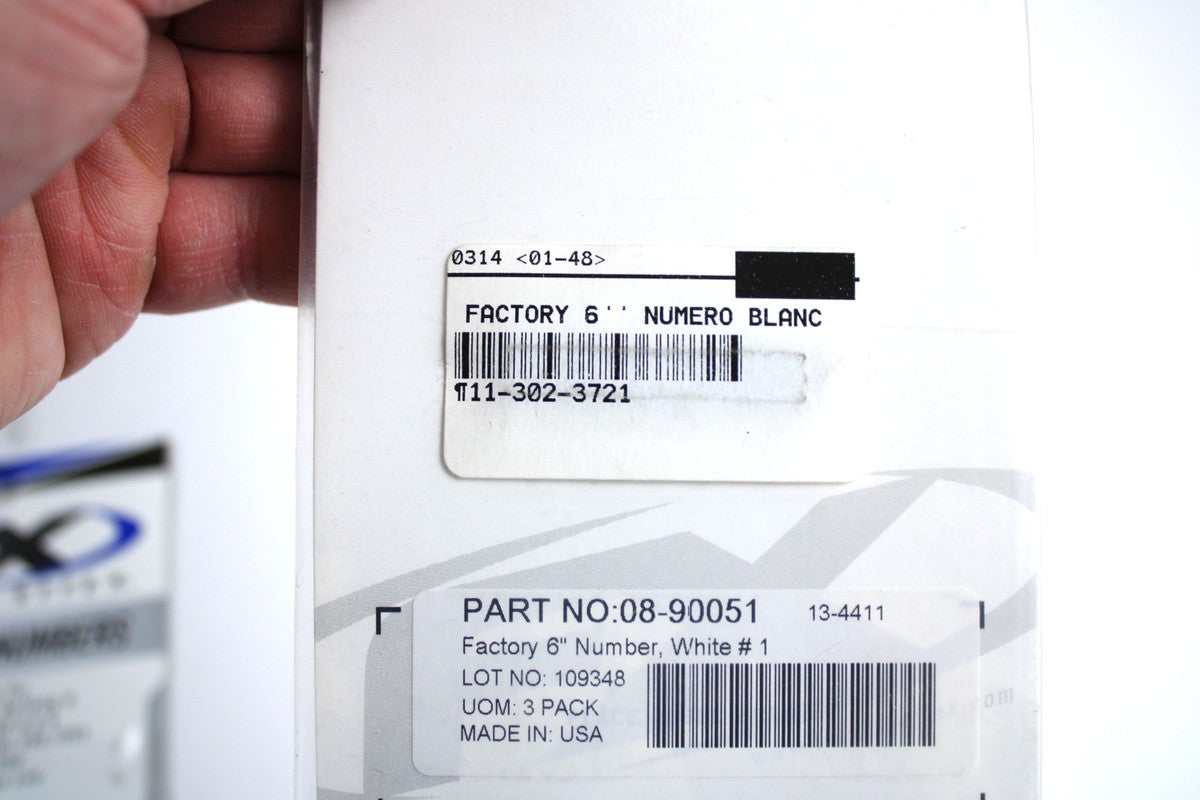 0314 <01-48>
FACTORY 6'' NUMERO BLANC
¶11-302-3721
PART NO:08-90051 13-4411
Factory 6" Number, White # 1
LOT NO: 109348
UOM: 3 PACK
MADE IN: USA
NUMBERS